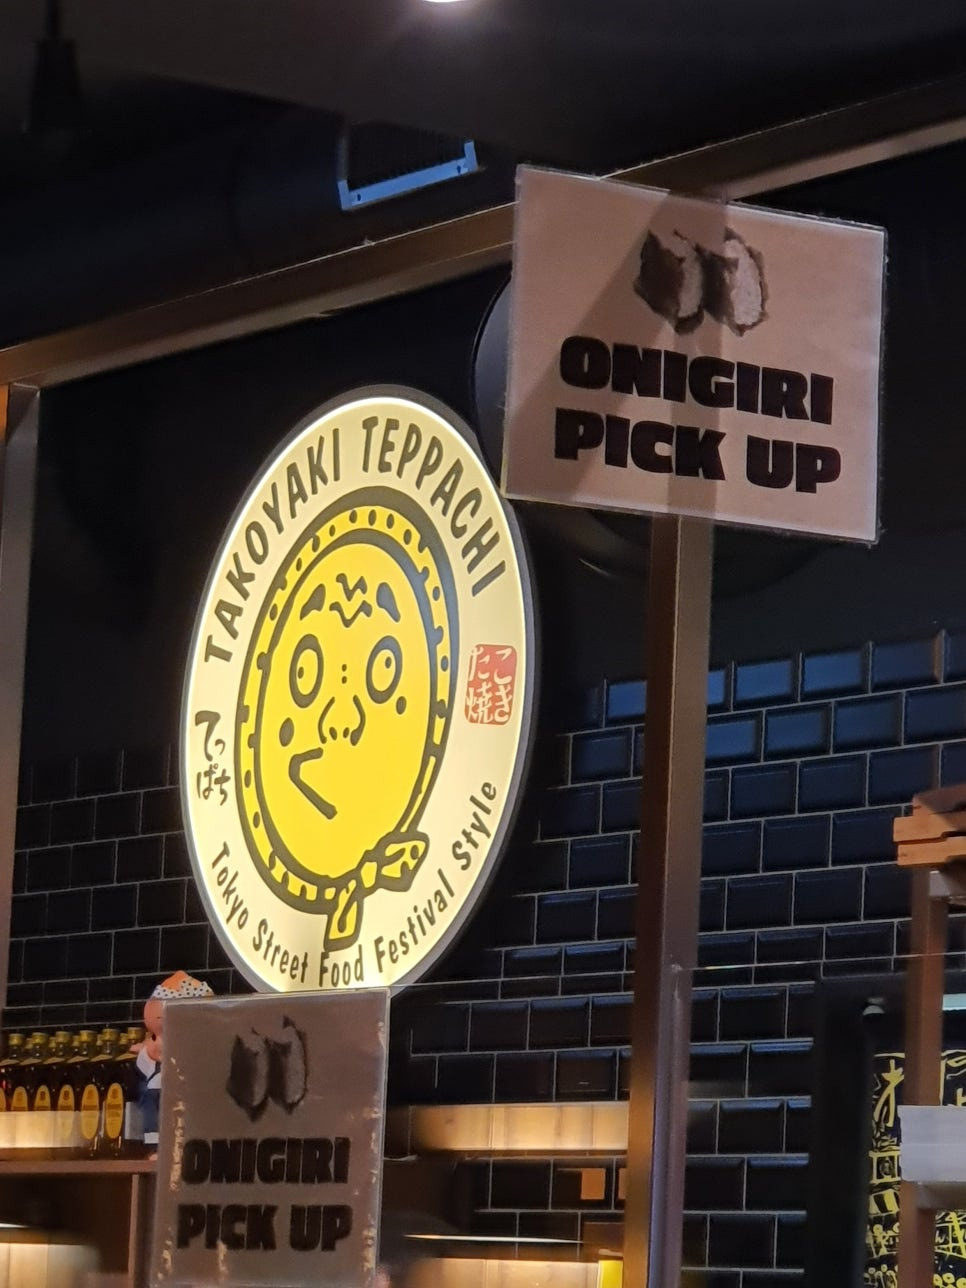 ONIGIRI
PICK UP
TAKOYAKI TEPPACHI
てっぱち
たこ焼き
Tokyo Street Food Festival Style
ONIGIRI
PICK UP